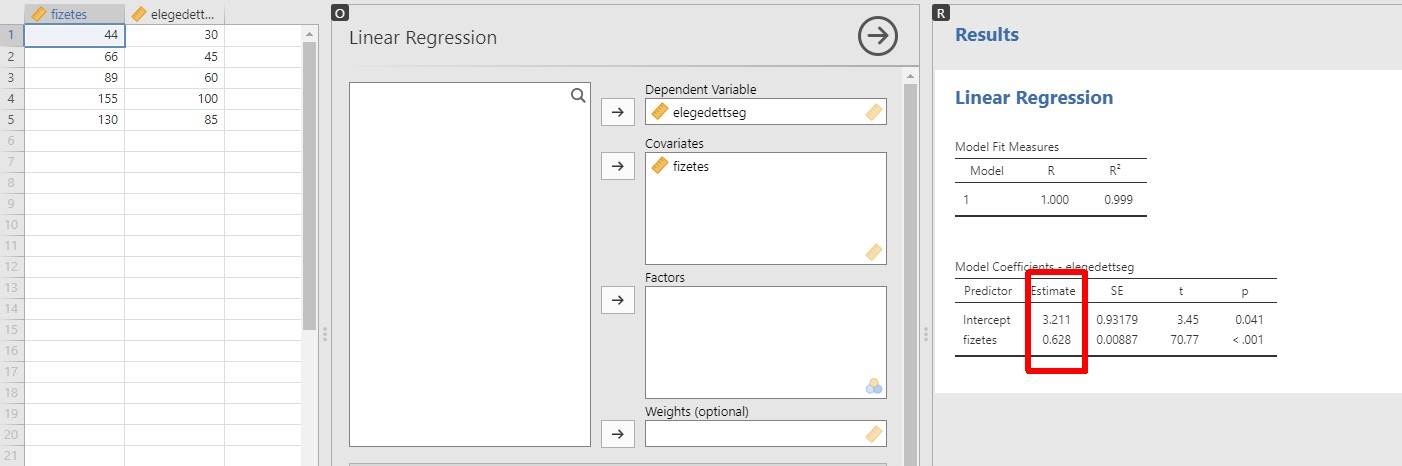 fizetes elegedett...
1 44 30
2 66 45
3 89 60
4 155 100
5 130 85
6
7
8
9
10
11
12
13
14
15
16
17
18
19
20
21
O
Linear Regression
Dependent Variable
elegedettseg
Covariates
fizetes
Factors
Weights (optional)
R
Results
Linear Regression
Model Fit Measures
Model R R²
1 1.000 0.999
Model Coefficients - elegedettseg
Predictor Estimate SE t p
Intercept 3.211 0.93179 3.45 0.041
fizetes 0.628 0.00887 70.77 < .001